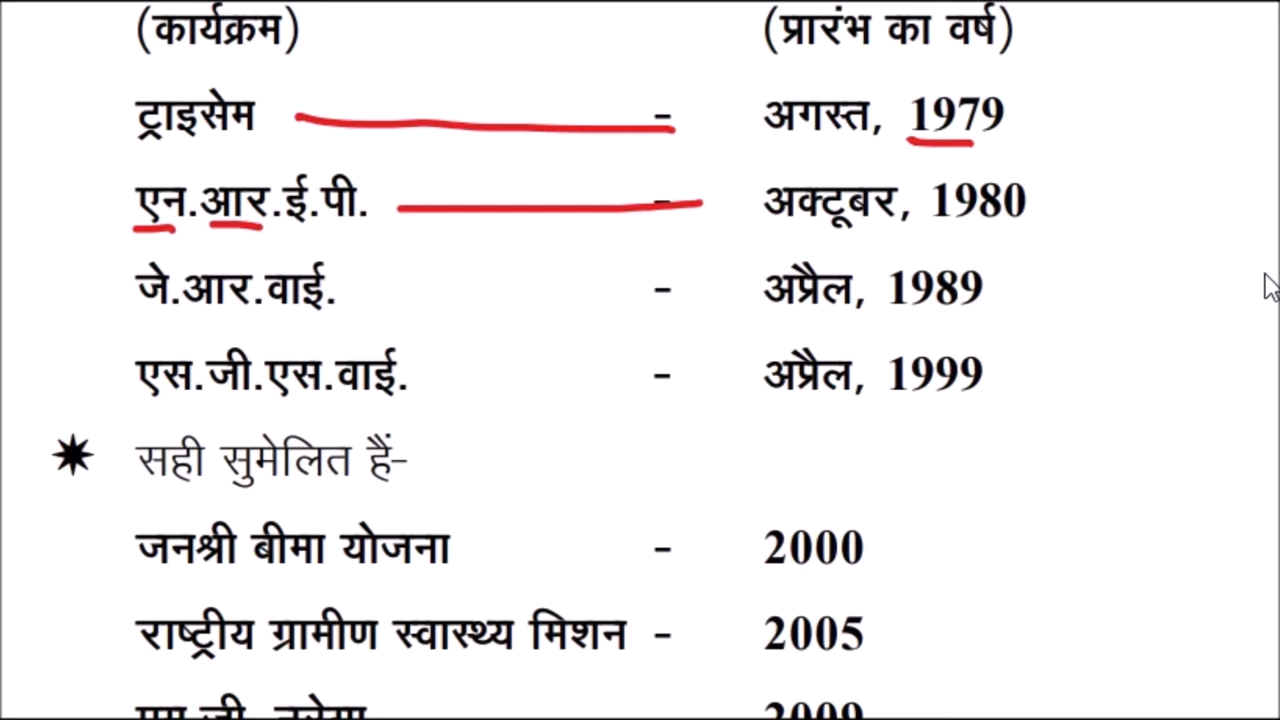 (कार्यक्रम) (प्रारंभ का वर्ष)
ट्राइसेम - अगस्त, 1979
एन.आर.ई.पी. - अक्टूबर, 1980
जे.आर.वाई. - अप्रैल, 1989
एस.जी.एस.वाई. - अप्रैल, 1999
✷ सही सुमेलित हैं-
जनश्री बीमा योजना - 2000
राष्ट्रीय ग्रामीण स्वास्थ्य मिशन - 2005
2009